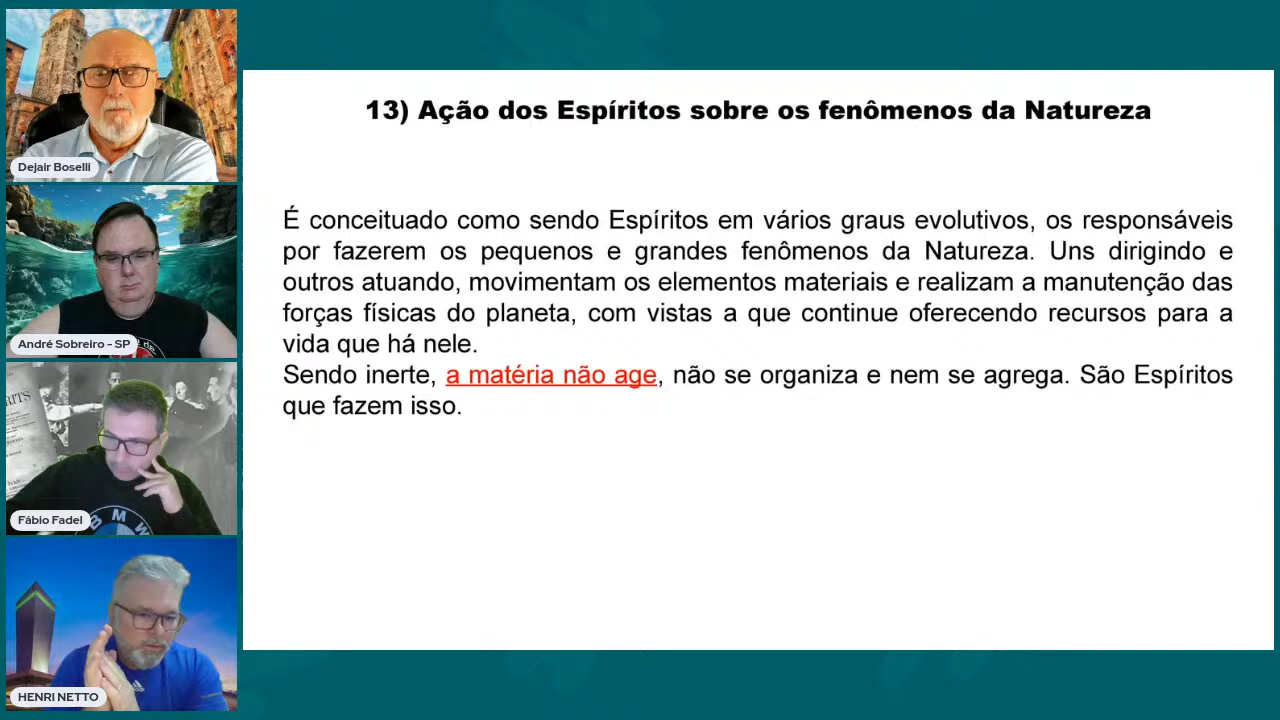 13) Ação dos Espíritos sobre os fenômenos da Natureza
É conceituado como sendo Espíritos em vários graus evolutivos, os responsáveis
por fazerem os pequenos e grandes fenômenos da Natureza. Uns dirigindo e
outros atuando, movimentam os elementos materiais e realizam a manutenção das
forças físicas do planeta, com vistas a que continue oferecendo recursos para a
vida que há nele.
Sendo inerte, a matéria não age, não se organiza e nem se agrega. São Espíritos
que fazem isso.
Dejair Boselli
André Sobreiro - SP
RITS
Fábio Fadel
BMW
HENRI NETTO